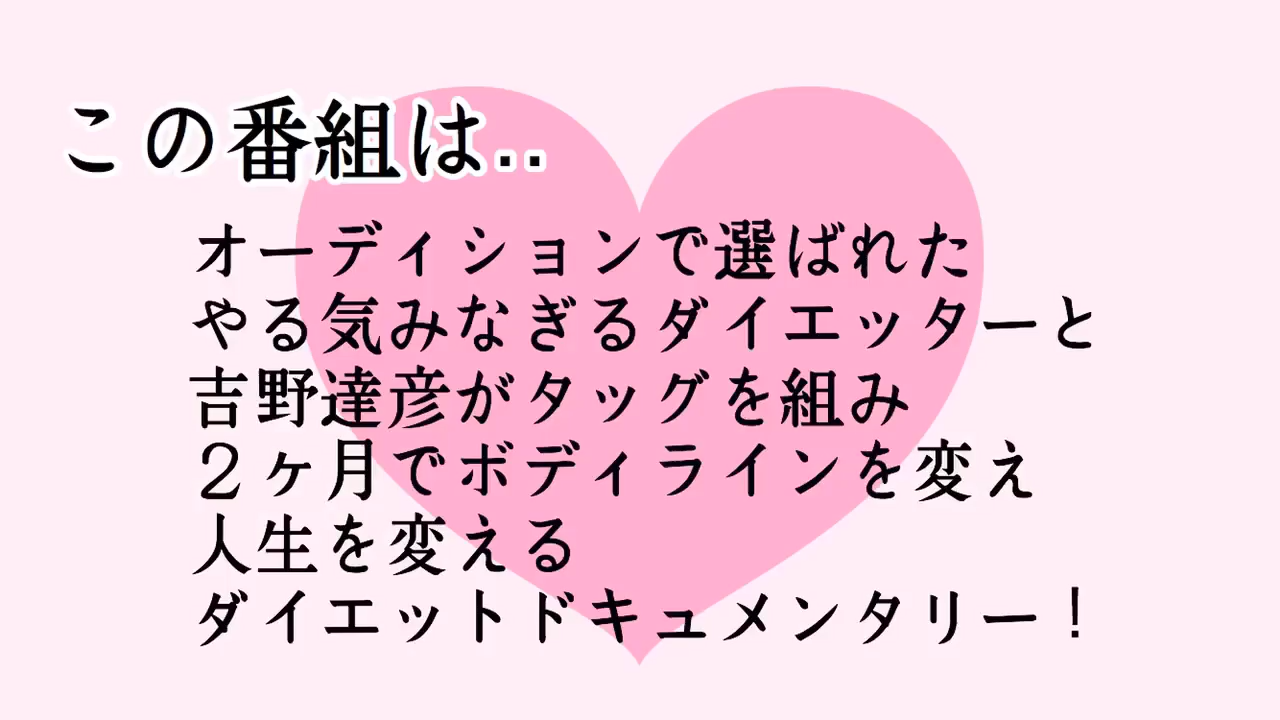 この番組は..
オーディションで選ばれた
やる気みなぎるダイエッターと
吉野達彦がタッグを組み
２ヶ月でボディラインを変え
人生を変える
ダイエットドキュメンタリー！